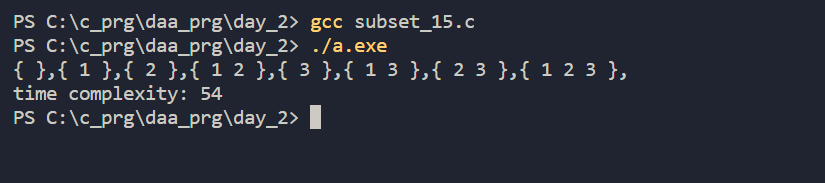 PS C:\c_prg\daa_prg\day_2> gcc subset_15.c
PS C:\c_prg\daa_prg\day_2> ./a.exe
{ },{ 1 },{ 2 },{ 1 2 },{ 3 },{ 1 3 },{ 2 3 },{ 1 2 3 },
time complexity: 54
PS C:\c_prg\daa_prg\day_2>